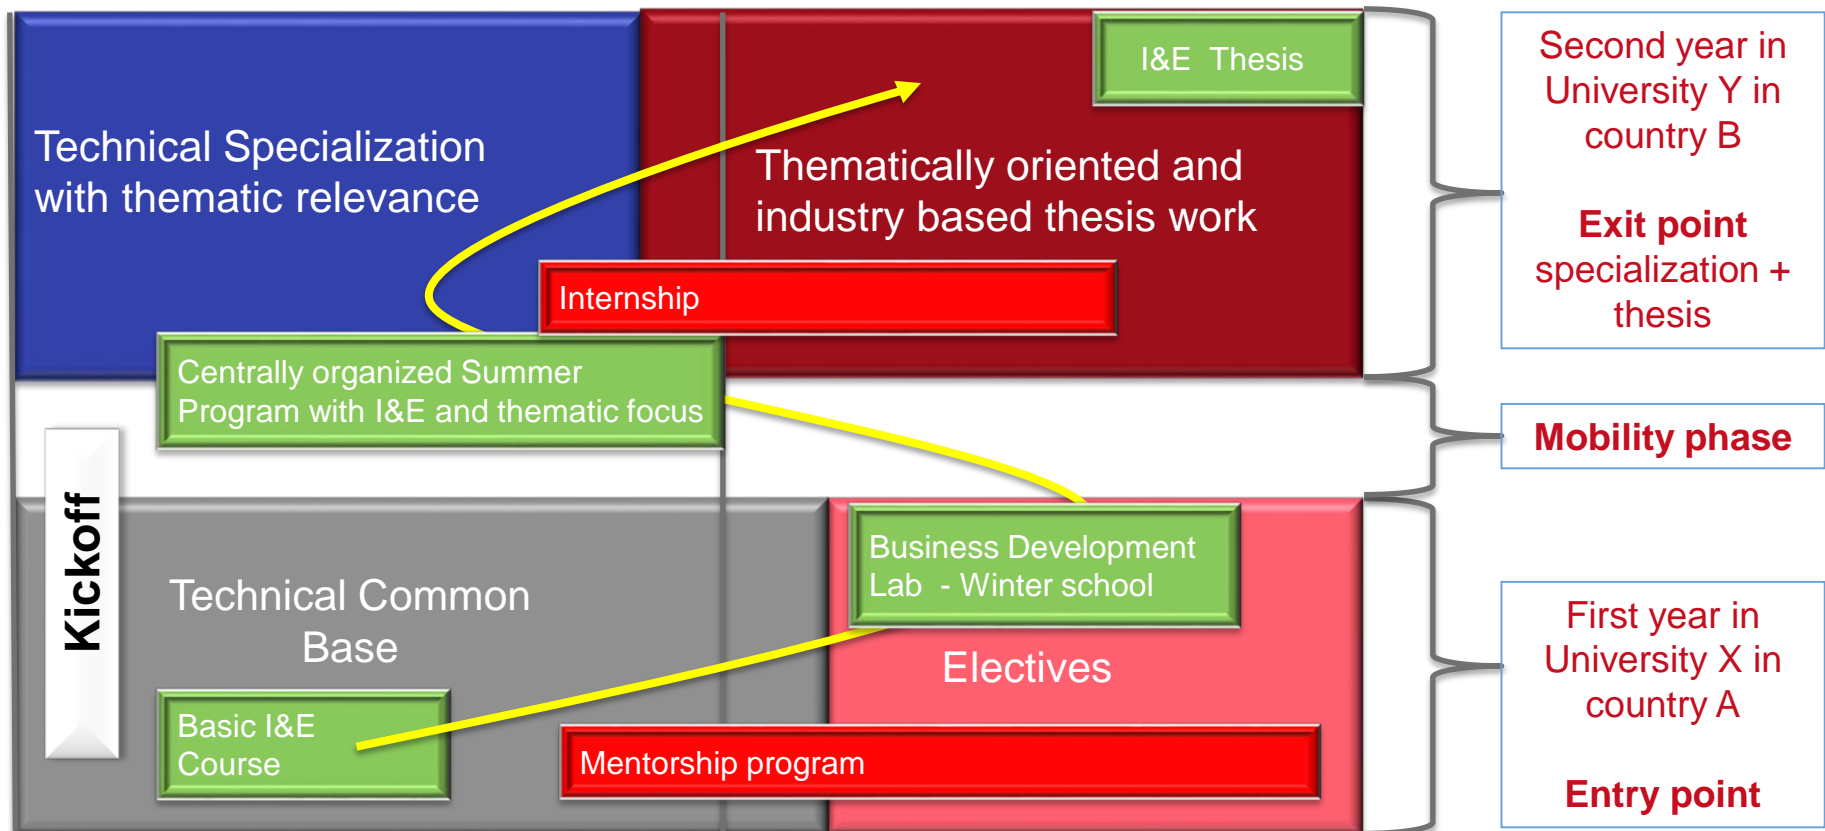 I&E Thesis
Technical Specialization
with thematic relevance
Thematically oriented and
industry based thesis work
Internship
Centrally organized Summer
Program with I&E and thematic focus
Second year in
University Y in
country B
Exit point
specialization +
thesis
Mobility phase
Kickoff
Technical Common
Base
Business Development
Lab - Winter school
Electives
Basic I&E
Course
Mentorship program
First year in
University X in
country A
Entry point